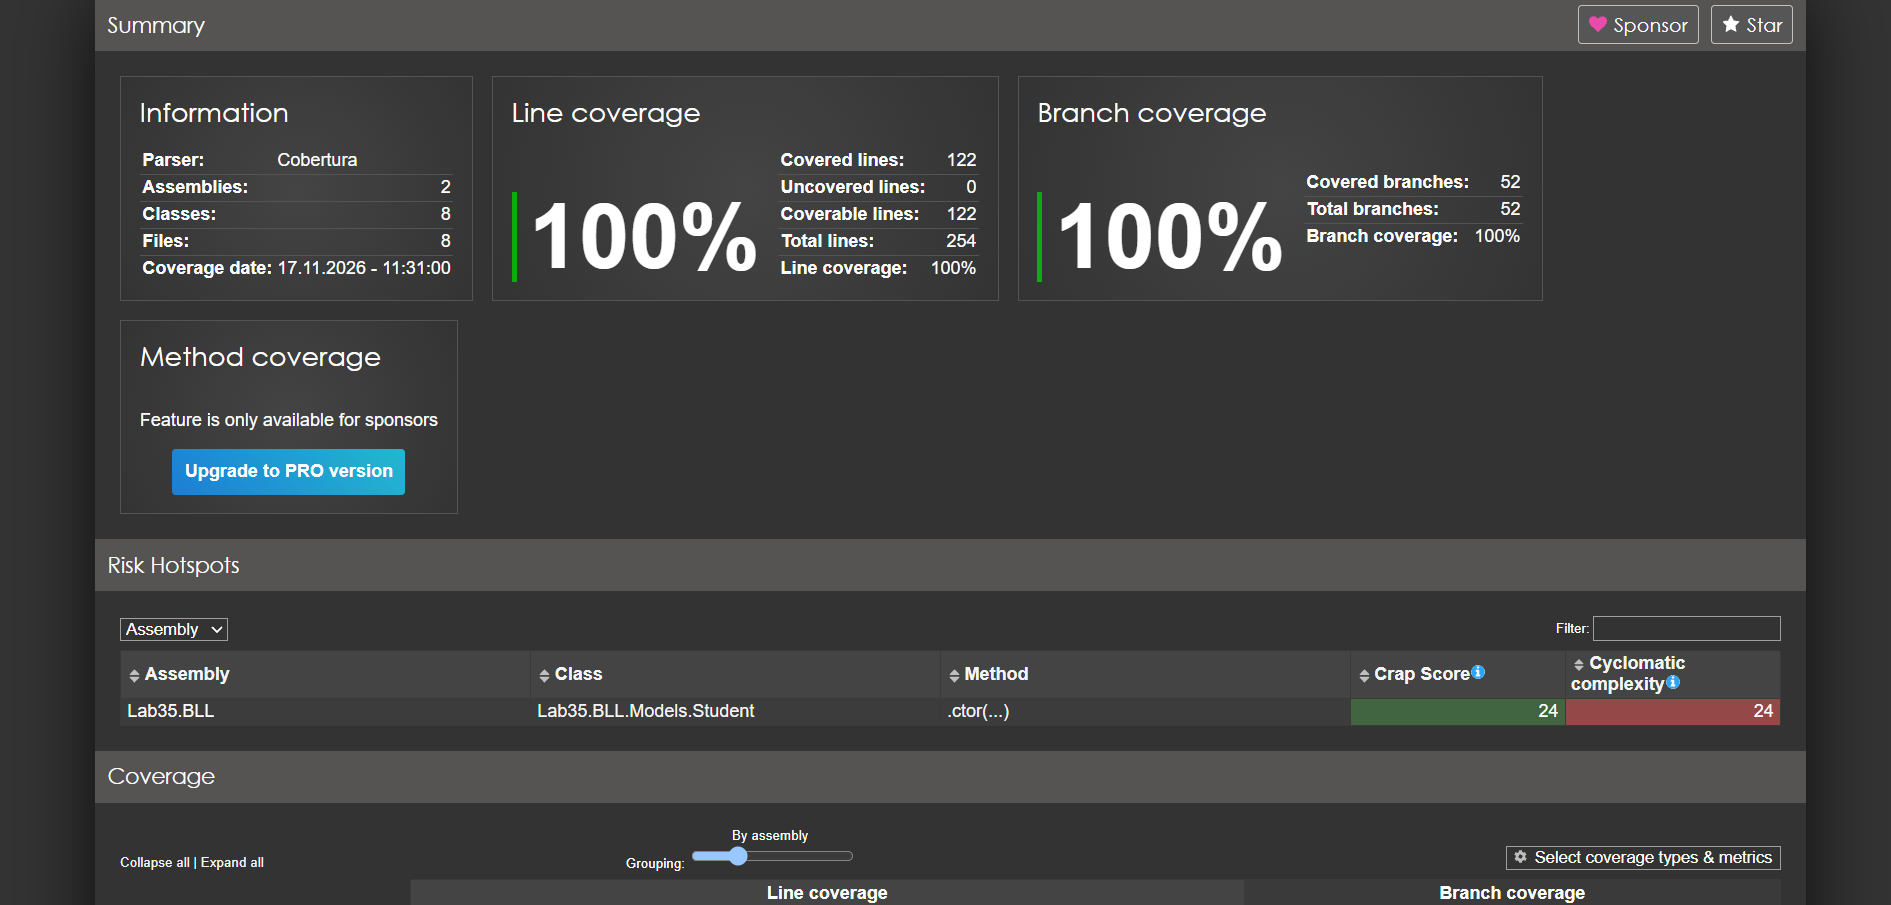 Summary
Sponsor
Star
Information
Parser: Cobertura
Assemblies: 2
Classes: 8
Files: 8
Coverage date: 17.11.2026 - 11:31:00
Line coverage
100%
Covered lines: 122
Uncovered lines: 0
Coverable lines: 122
Total lines: 254
Line coverage: 100%
Branch coverage
100%
Covered branches: 52
Total branches: 52
Branch coverage: 100%
Method coverage
Feature is only available for sponsors
Upgrade to PRO version
Risk Hotspots
Assembly
Filter:
Assembly Class Method Crap Score Cyclomatic
complexity
Lab35.BLL Lab35.BLL.Models.Student .ctor(...) 24 24
Coverage
Collapse all | Expand all
By assembly
Grouping:
Select coverage types & metrics
Line coverage Branch coverage